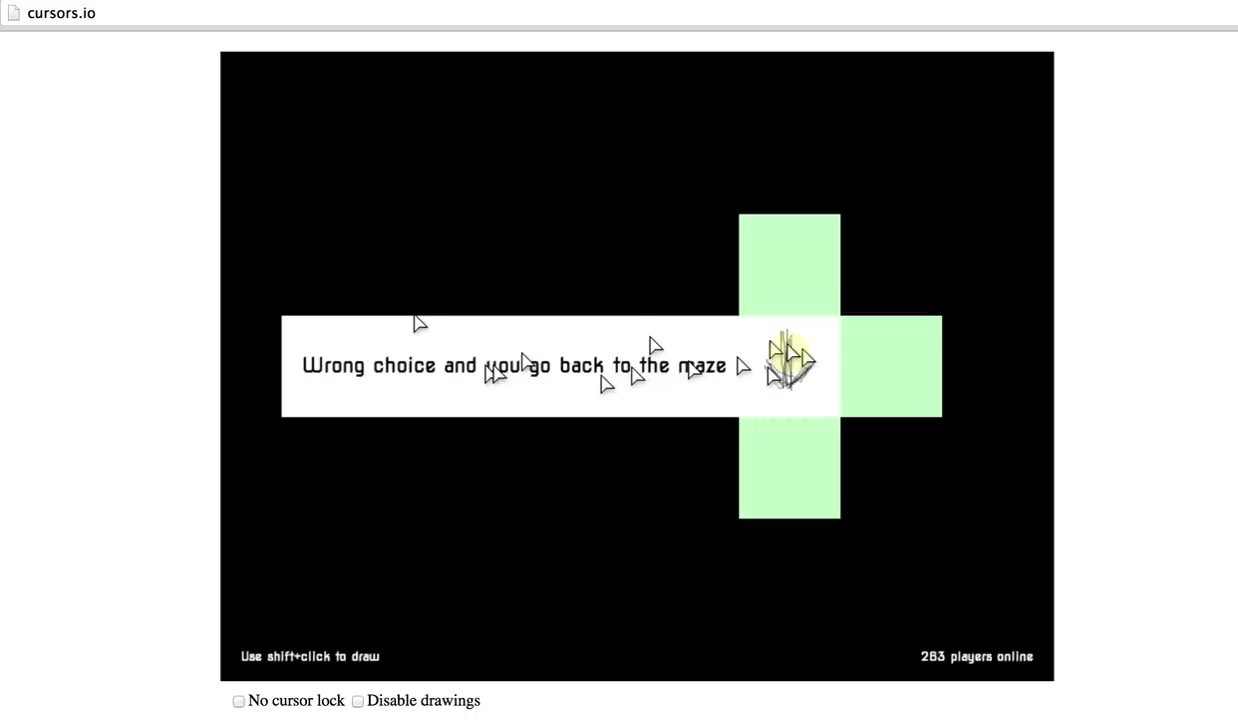 cursors.io
Wrong choice and you go back to the maze
Use shift+click to draw
263 players online
No cursor lock
Disable drawings